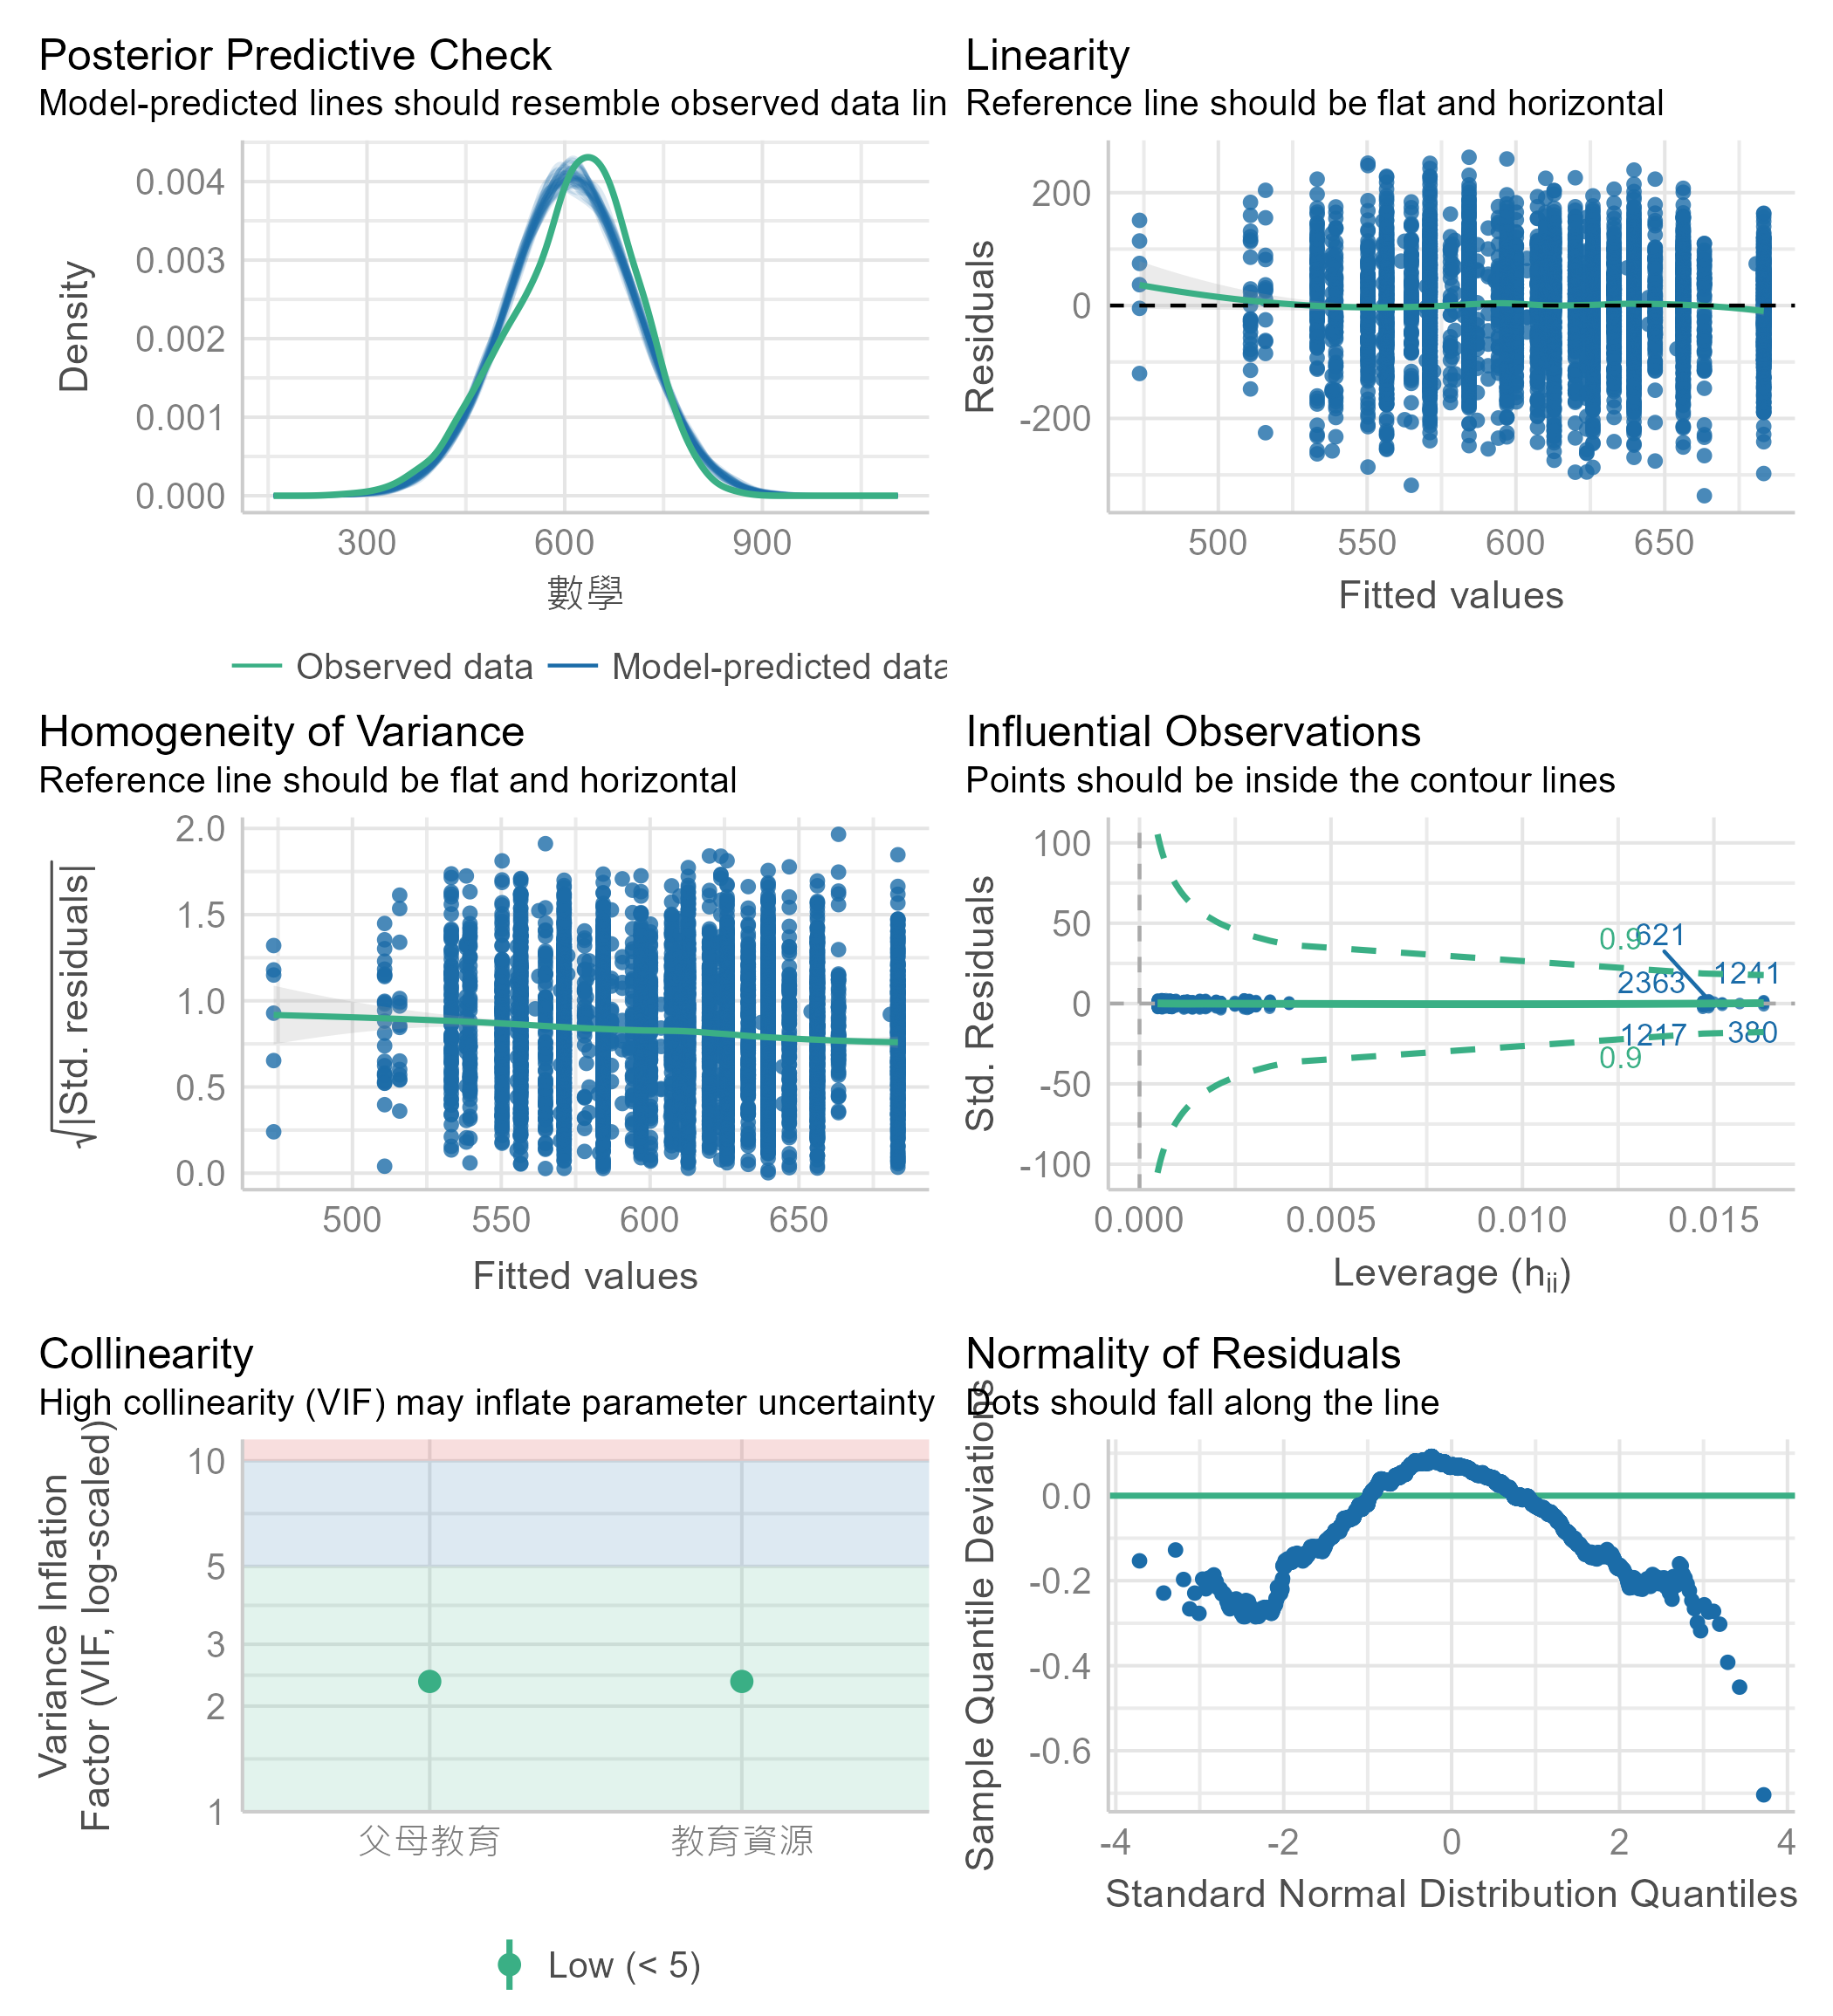 Posterior Predictive Check
Model-predicted lines should resemble observed data lin
Density
0.004
0.003
0.002
0.001
0.000
300 600 900
數學
Observed data Model-predicted data
Linearity
Reference line should be flat and horizontal
Residuals
200
0
-200
500 550 600 650
Fitted values
Homogeneity of Variance
Reference line should be flat and horizontal
√|Std. residuals|
2.0
1.5
1.0
0.5
0.0
500 550 600 650
Fitted values
Influential Observations
Points should be inside the contour lines
Std. Residuals
100
50
0
-50
-100
0.9
621
1241
2363
1217
380
0.9
0.000 0.005 0.010 0.015
Leverage (hii)
Collinearity
High collinearity (VIF) may inflate parameter uncertainty
Variance Inflation
Factor (VIF, log-scaled)
10
5
3
2
1
父母教育 教育資源
Low (< 5)
Normality of Residuals
Dots should fall along the line
Sample Quantile Deviations
0.0
-0.2
-0.4
-0.6
-4 -2 0 2 4
Standard Normal Distribution Quantiles